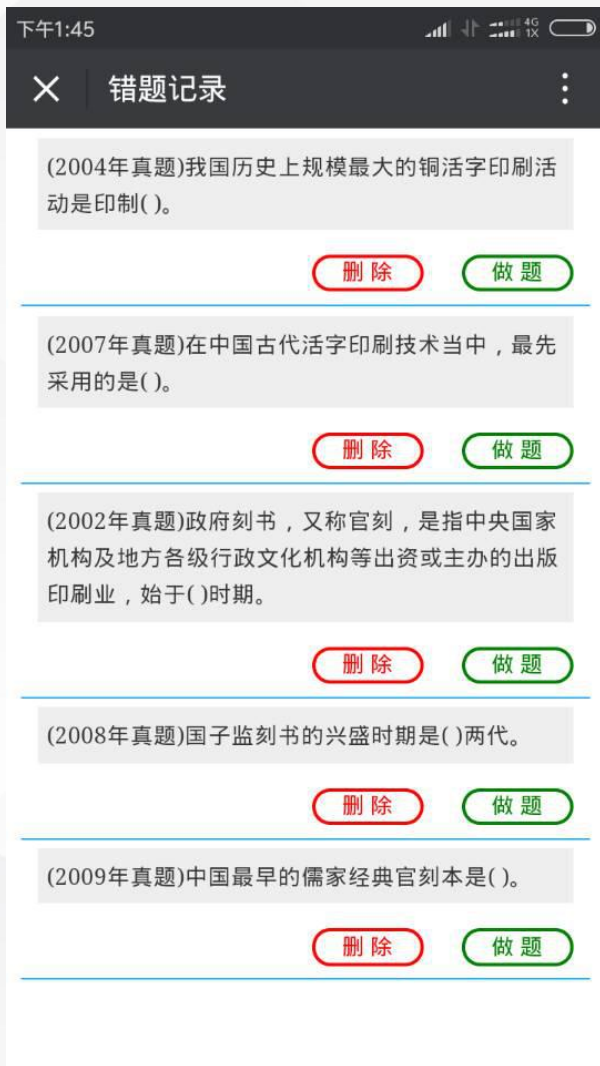 下午1:45
4G
1X
错题记录
(2004年真题)我国历史上规模最大的铜活字印刷活
动是印制( )。
删 除 做 题
(2007年真题)在中国古代活字印刷技术当中，最先
采用的是( )。
删 除 做 题
(2002年真题)政府刻书，又称官刻，是指中央国家
机构及地方各级行政文化机构等出资或主办的出版
印刷业，始于( )时期。
删 除 做 题
(2008年真题)国子监刻书的兴盛时期是( )两代。
删 除 做 题
(2009年真题)中国最早的儒家经典官刻本是( )。
删 除 做 题